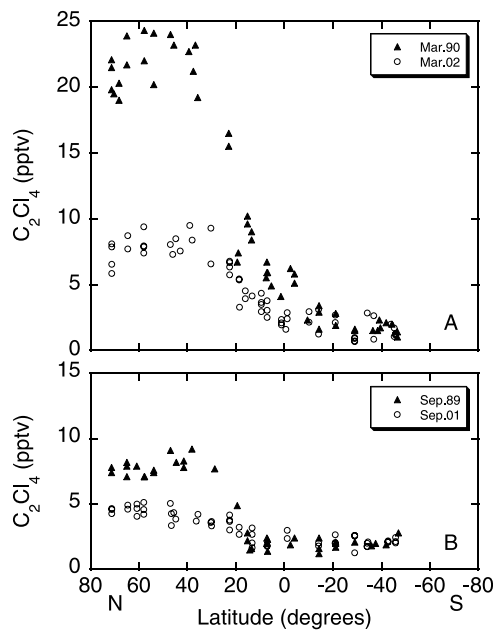 25
20
15
10
5
0
C₂Cl₄ (pptv)
Mar.90
Mar.02
A
15
10
5
0
C₂Cl₄ (pptv)
Sep.89
Sep.01
B
80 60 40 20 0 -20 -40 -60 -80
N Latitude (degrees) S